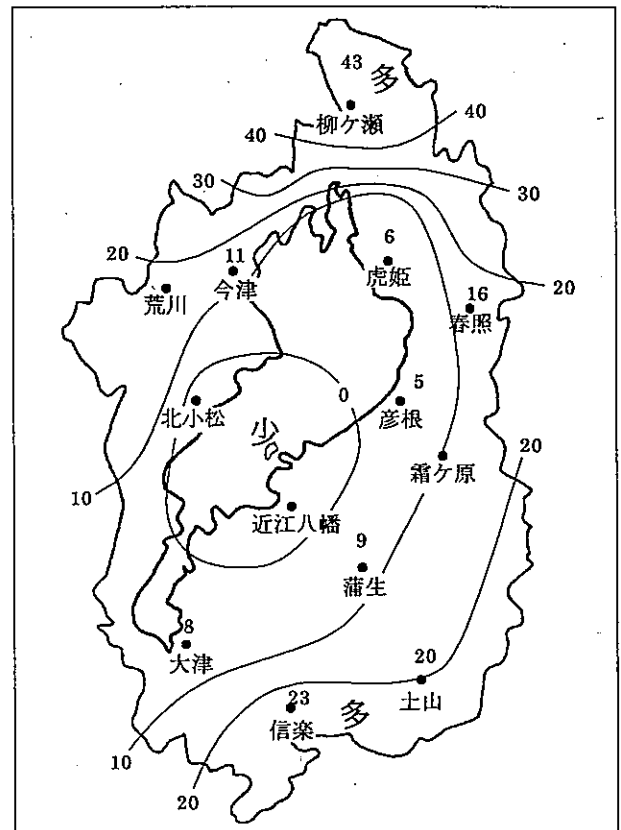 43
多
柳ケ瀬
40
40
30
30
20
11
今津
荒川
6
虎姫
16
春照
20
北小松
0
5
彦根
少
霜ケ原
20
10
近江八幡
9
蒲生
8
大津
20
土山
23
信楽
多
10
20